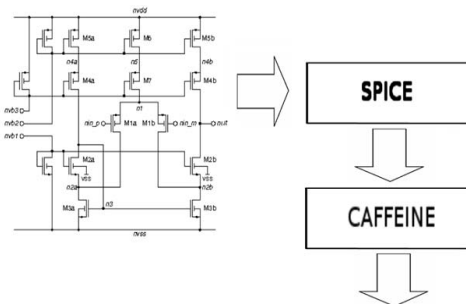 nvdd
M5a
M6
M5b
n4a
n6
n4b
M4a
M7
M4b
nvb3
nvb2
nvb1
n1
nin_p
M1a
M1b
nin_m
out
M2a
vss
M2b
vss
n2a
n2b
M3a
n3
M3b
nvss
SPICE
CAFFEINE